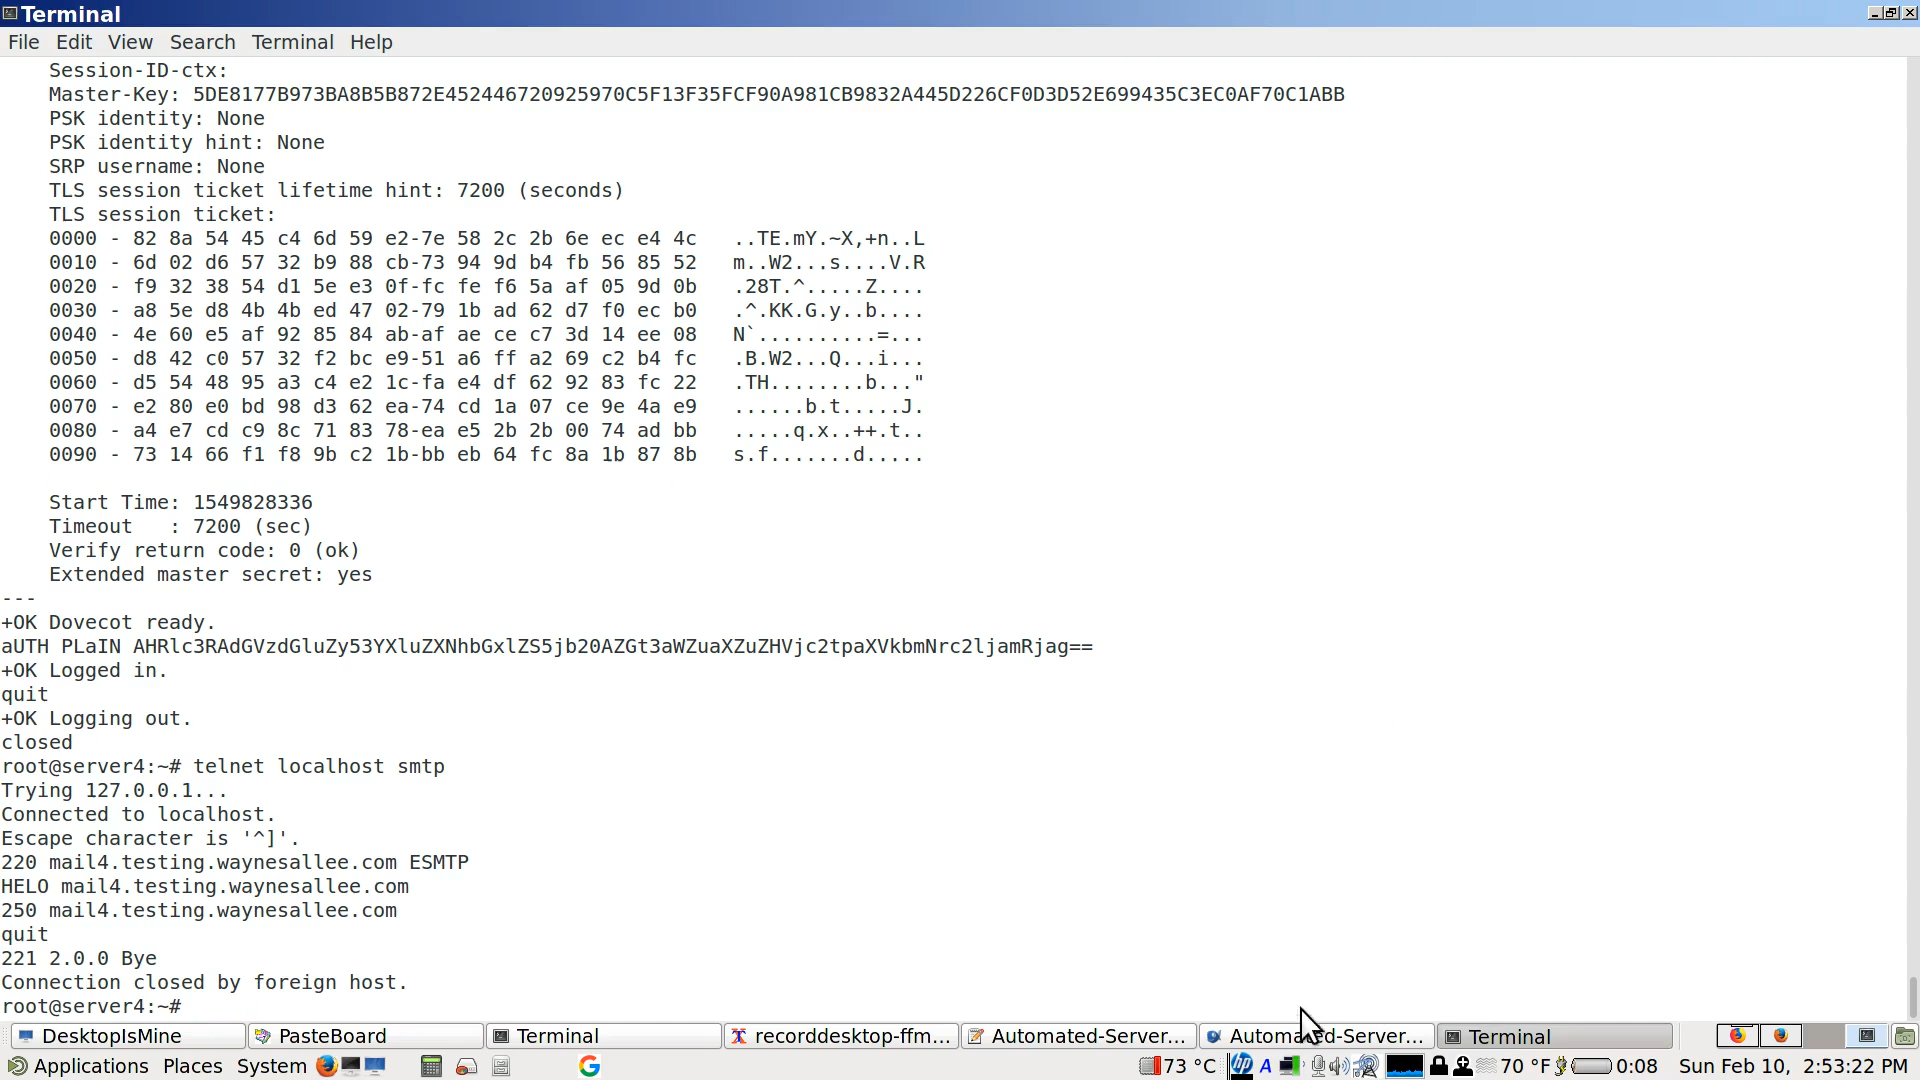 Terminal
File Edit View Search Terminal Help
Session-ID-ctx:
Master-Key: 5DE8177B973BA8B5B872E452446720925970C5F13F35FCF90A981CB9832A445D226CF0D3D52E699435C3EC0AF70C1ABB
PSK identity: None
PSK identity hint: None
SRP username: None
TLS session ticket lifetime hint: 7200 (seconds)
TLS session ticket:
0000 - 82 8a 54 45 c4 6d 59 e2-7e 58 2c 2b 6e ec e4 4c   ..TE.mY.~X,+n..L
0010 - 6d 02 d6 57 32 b9 88 cb-73 94 9d b4 fb 56 85 52   m..W2...s....V.R
0020 - f9 32 38 54 d1 5e e3 0f-fc fe f6 5a af 05 9d 0b   .28T.^.....Z....
0030 - a8 5e d8 4b 4b ed 47 02-79 1b ad 62 d7 f0 ec b0   .^.KK.G.y..b....
0040 - 4e 60 e5 af 92 85 84 ab-af ae ce c7 3d 14 ee 08   N`..........=...
0050 - d8 42 c0 57 32 f2 bc e9-51 a6 ff a2 69 c2 b4 fc   .B.W2...Q...i...
0060 - d5 54 48 95 a3 c4 e2 1c-fa e4 df 62 92 83 fc 22   .TH........b..."
0070 - e2 80 e0 bd 98 d3 62 ea-74 cd 1a 07 ce 9e 4a e9   ......b.t.....J.
0080 - a4 e7 cd c9 8c 71 83 78-ea e5 2b 2b 00 74 ad bb   .....q.x..++.t..
0090 - 73 14 66 f1 f8 9b c2 1b-bb eb 64 fc 8a 1b 87 8b   s.f.......d.....
Start Time: 1549828336
Timeout   : 7200 (sec)
Verify return code: 0 (ok)
Extended master secret: yes
---
+OK Dovecot ready.
aUTH PLaIN AHRlc3RAdGVzdGluZy53YXluZXNhbGxlZS5jb20AZGt3aWZuaXZuZHVjc2tpaXVkbmNrc2ljamRjag==
+OK Logged in.
quit
+OK Logging out.
closed
root@server4:~# telnet localhost smtp
Trying 127.0.0.1...
Connected to localhost.
Escape character is '^]'.
220 mail4.testing.waynesallee.com ESMTP
HELO mail4.testing.waynesallee.com
250 mail4.testing.waynesallee.com
quit
221 2.0.0 Bye
Connection closed by foreign host.
root@server4:~#
DesktopIsMine PasteBoard Terminal recorddesktop-ffm... Automated-Server... Automated-Server... Terminal
Applications Places System 73 °C A 70 °F 0:08 Sun Feb 10, 2:53:22 PM